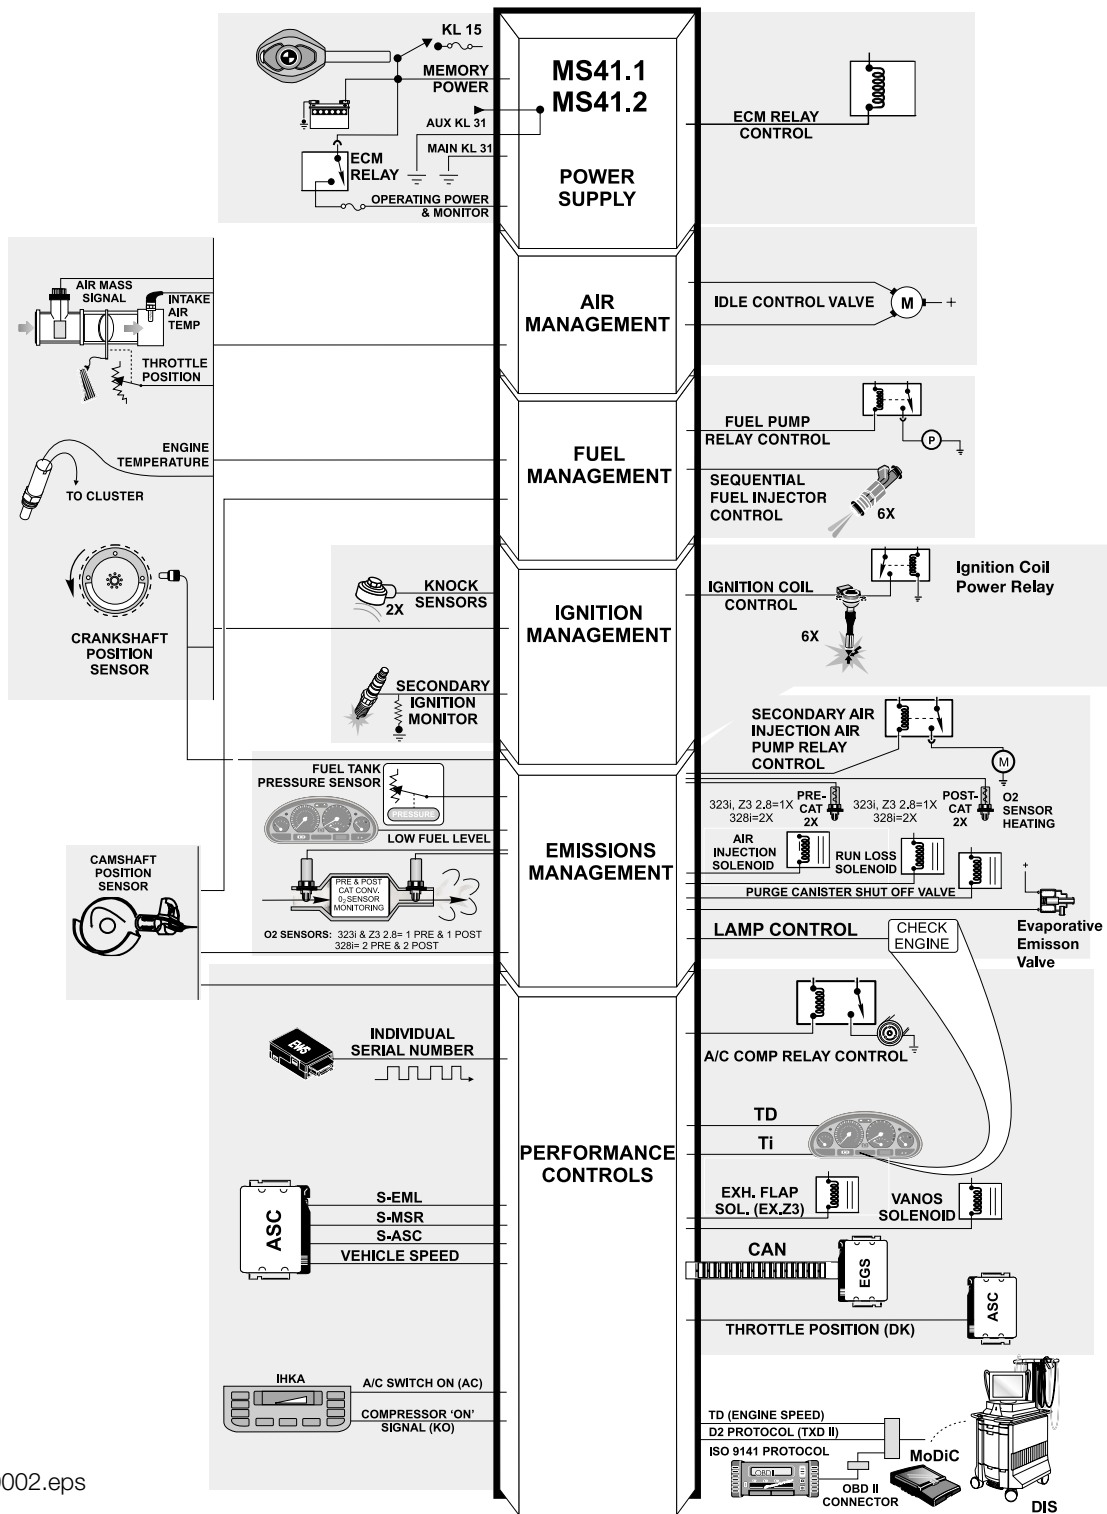 KL 15
MEMORY
POWER
AUX KL 31
MAIN KL 31
ECM
RELAY
OPERATING POWER
& MONITOR
MS41.1
MS41.2
POWER
SUPPLY
ECM RELAY
CONTROL
AIR MASS
SIGNAL
INTAKE
AIR
TEMP
THROTTLE
POSITION
AIR
MANAGEMENT
IDLE CONTROL VALVE
M
+
ENGINE
TEMPERATURE
TO CLUSTER
FUEL
MANAGEMENT
FUEL PUMP
RELAY CONTROL
P
SEQUENTIAL
FUEL INJECTOR
CONTROL
6X
CRANKSHAFT
POSITION
SENSOR
KNOCK
SENSORS
2X
SECONDARY
IGNITION
MONITOR
IGNITION
MANAGEMENT
IGNITION COIL
CONTROL
6X
Ignition Coil
Power Relay
FUEL TANK
PRESSURE SENSOR
PRESSURE
LOW FUEL LEVEL
PRE & POST
CAT CONV.
02 SENSOR
MONITORING
O2 SENSORS: 323i & Z3 2.8= 1 PRE & 1 POST
328i= 2 PRE & 2 POST
CAMSHAFT
POSITION
SENSOR
EMISSIONS
MANAGEMENT
SECONDARY AIR
INJECTION AIR
PUMP RELAY
CONTROL
M
323i, Z3 2.8=1X
328i=2X
PRE-
CAT
2X
323i, Z3 2.8=1X
328i=2X
POST-
CAT
2X
O2
SENSOR
HEATING
AIR
INJECTION
SOLENOID
RUN LOSS
SOLENOID
PURGE CANISTER SHUT OFF VALVE
+
Evaporative
Emisson
Valve
LAMP CONTROL
CHECK
ENGINE
A/C COMP RELAY CONTROL
EWS
INDIVIDUAL
SERIAL NUMBER
PERFORMANCE
CONTROLS
TD
Ti
EXH. FLAP
SOL. (EX.Z3)
VANOS
SOLENOID
ASC
S-EML
S-MSR
S-ASC
VEHICLE SPEED
CAN
EGS
ASC
THROTTLE POSITION (DK)
IHKA
A/C SWITCH ON (AC)
COMPRESSOR ‘ON’
SIGNAL (KO)
TD (ENGINE SPEED)
D2 PROTOCOL (TXD II)
ISO 9141 PROTOCOL
OBD II
OBD II
CONNECTOR
MoDiC
DIS
0002.eps